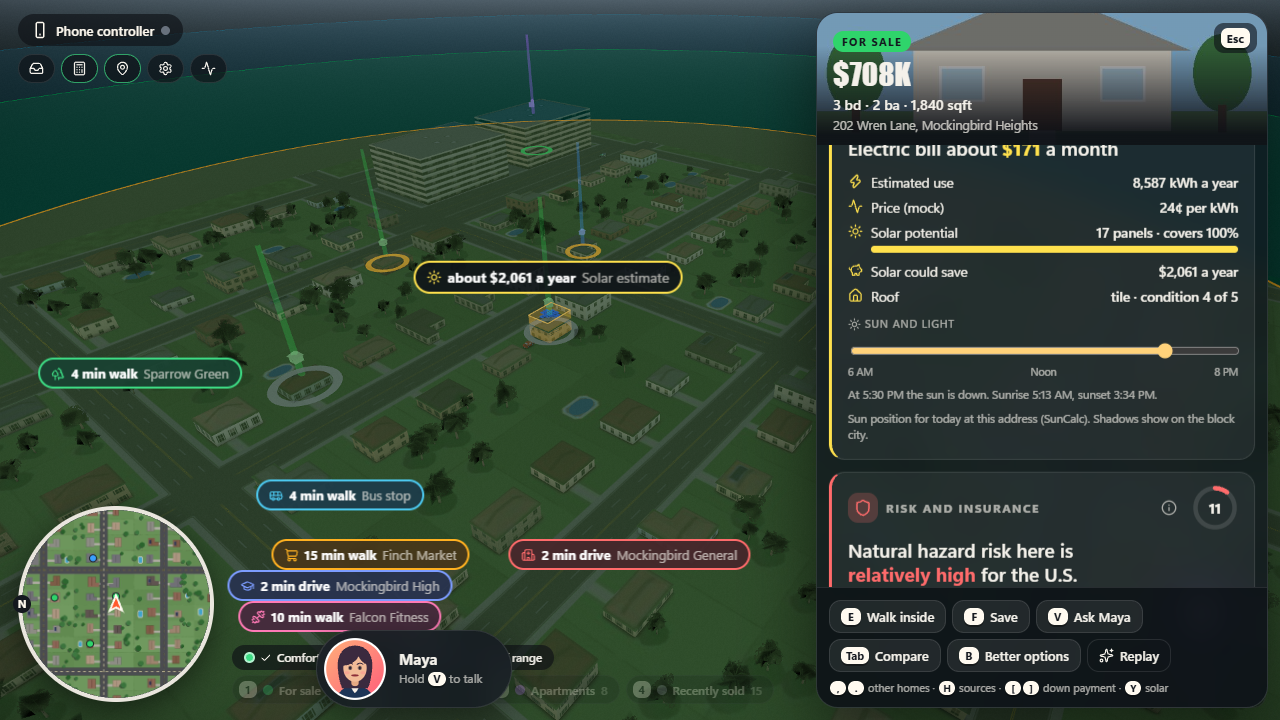 Phone controller
about $2,061 a year Solar estimate
4 min walk Sparrow Green
4 min walk Bus stop
15 min walk Finch Market
2 min drive Mockingbird General
2 min drive Mockingbird High
10 min walk Falcon Fitness
N
range
Maya
Hold V to talk
1 For sale
Apartments 8
4 Recently sold 15
FOR SALE
Esc
$708K
3 bd · 2 ba · 1,840 sqft
202 Wren Lane, Mockingbird Heights
Electric bill about $171 a month
Estimated use 8,587 kWh a year
Price (mock) 24¢ per kWh
Solar potential 17 panels · covers 100%
Solar could save $2,061 a year
Roof tile · condition 4 of 5
SUN AND LIGHT
6 AM Noon 8 PM
At 5:30 PM the sun is down. Sunrise 5:13 AM, sunset 3:34 PM.
Sun position for today at this address (SunCalc). Shadows show on the block
city.
RISK AND INSURANCE
11
Natural hazard risk here is
relatively high for the U.S.
E Walk inside
F Save
V Ask Maya
Tab Compare
B Better options
Replay
, . other homes · H sources · [ ] down payment · Y solar